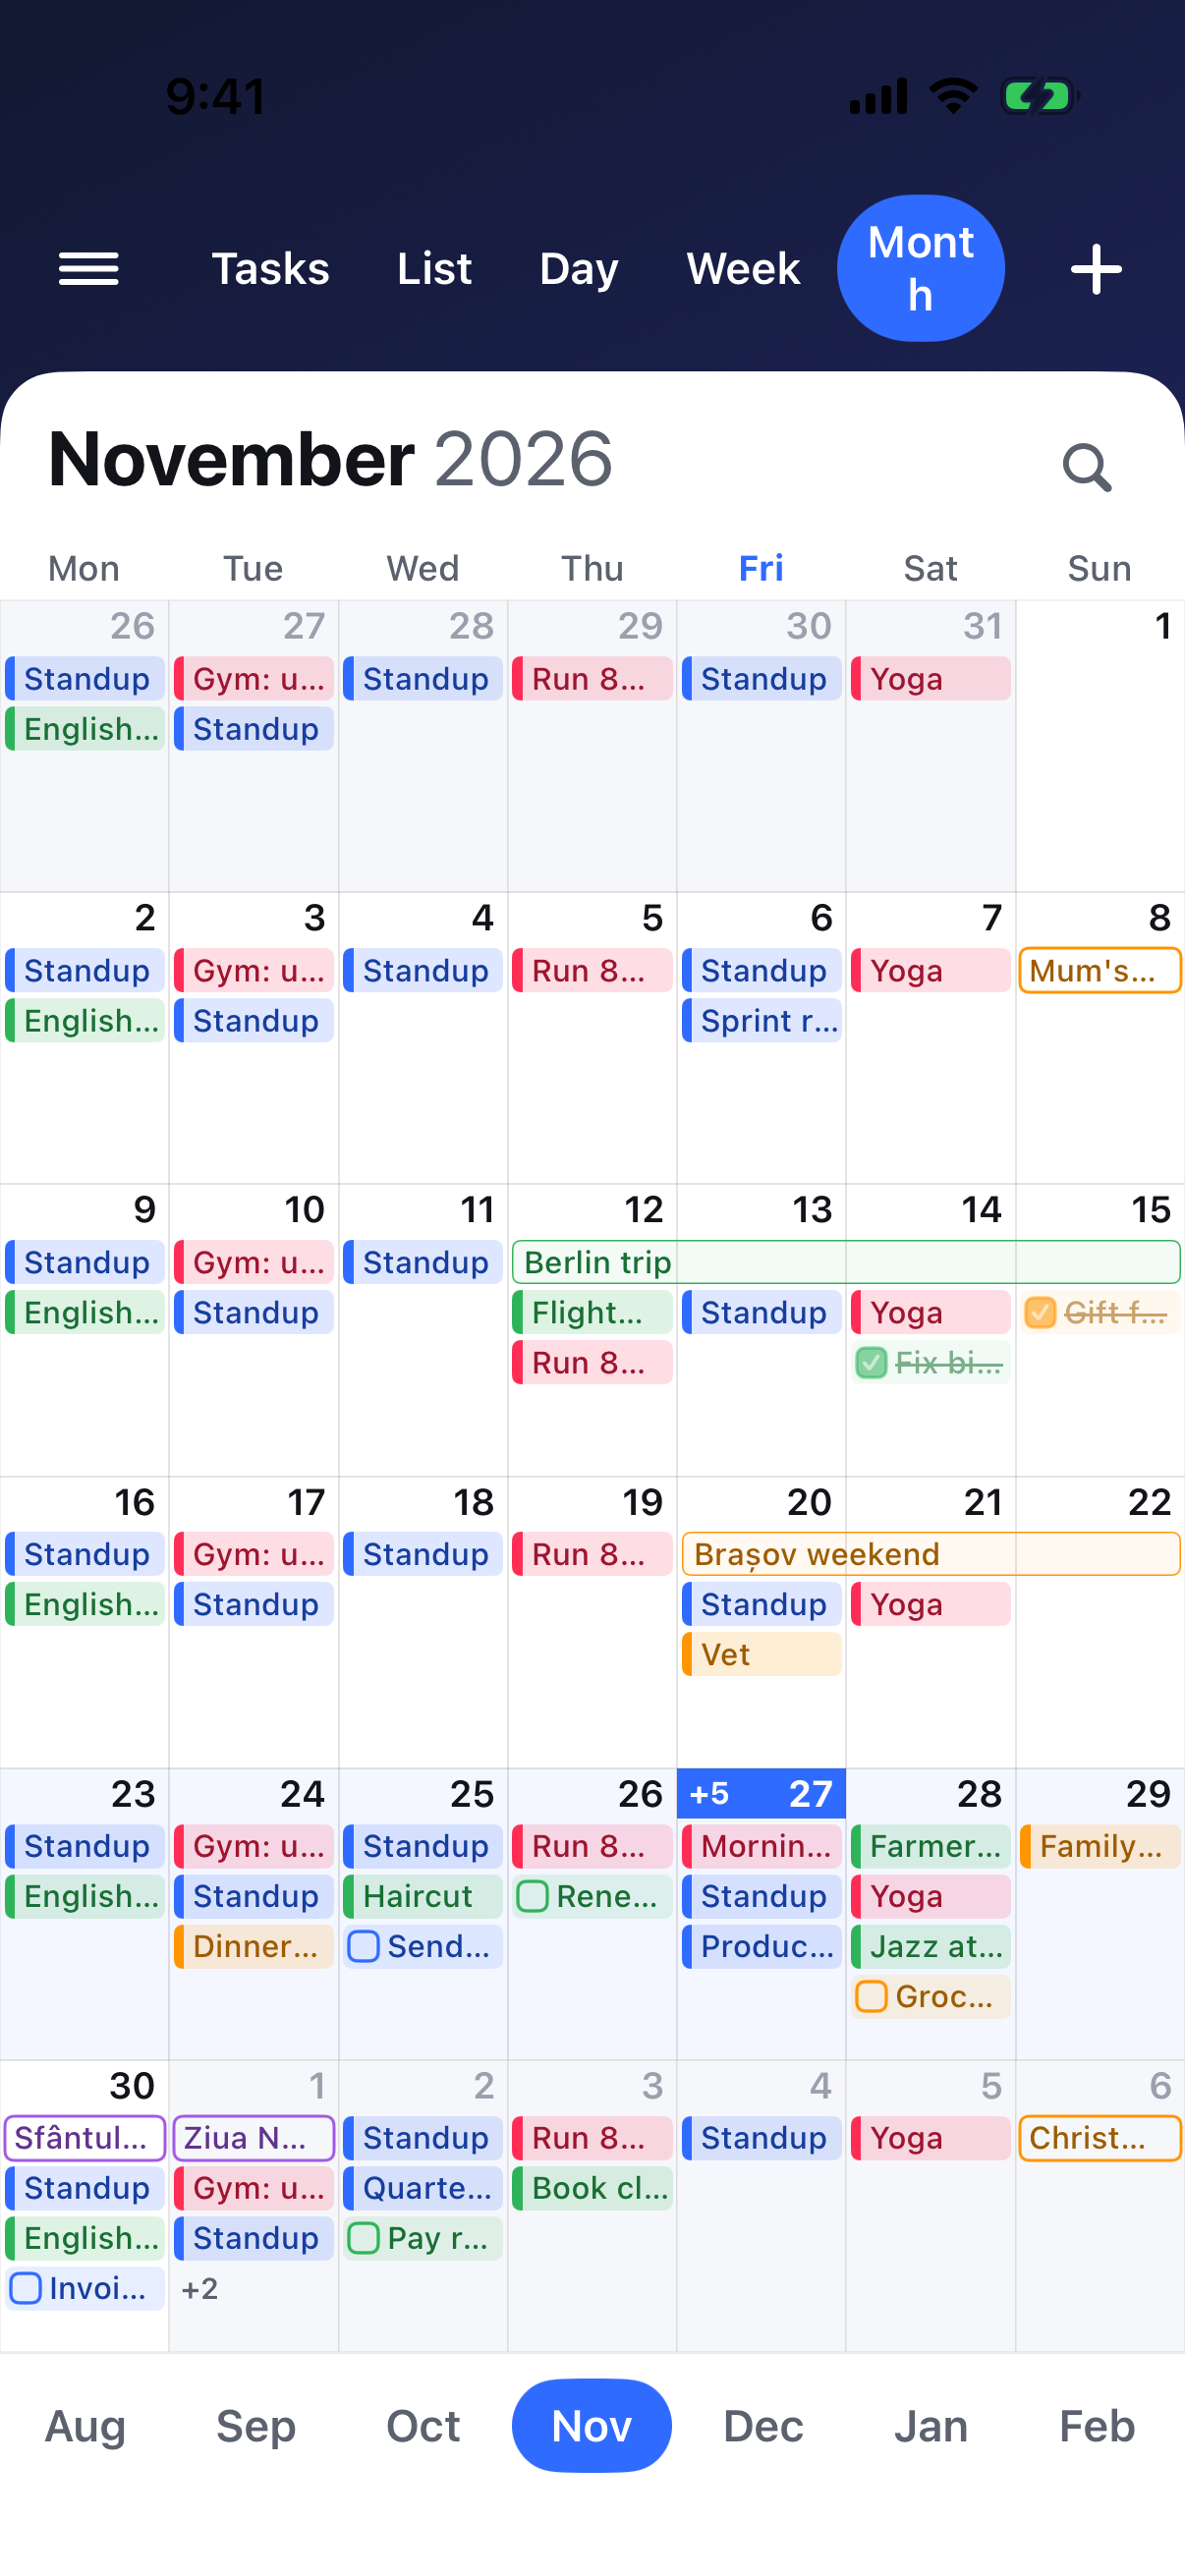 9:41
Tasks List Day Week Mont
h
November 2026
Mon Tue Wed Thu Fri Sat Sun
26 27 28 29 30 31 1
Standup Gym: u... Standup Run 8... Standup Yoga
English... Standup
2 3 4 5 6 7 8
Standup Gym: u... Standup Run 8... Standup Yoga Mum's...
English... Standup Sprint r...
9 10 11 12 13 14 15
Standup Gym: u... Standup Berlin trip
English... Standup Flight... Standup Yoga Gift f...
Run 8... Fix bi...
16 17 18 19 20 21 22
Standup Gym: u... Standup Run 8... Brașov weekend
English... Standup Standup Yoga
Vet
23 24 25 26 +5 27 28 29
Standup Gym: u... Standup Run 8... Mornin... Farmer... Family...
English... Standup Haircut Rene... Standup Yoga
Dinner... Send... Produc... Jazz at...
Groc...
30 1 2 3 4 5 6
Sfântul... Ziua N... Standup Run 8... Standup Yoga Christ...
Standup Gym: u... Quarte... Book cl...
English... Standup Pay r...
Invoi... +2
Aug Sep Oct Nov Dec Jan Feb